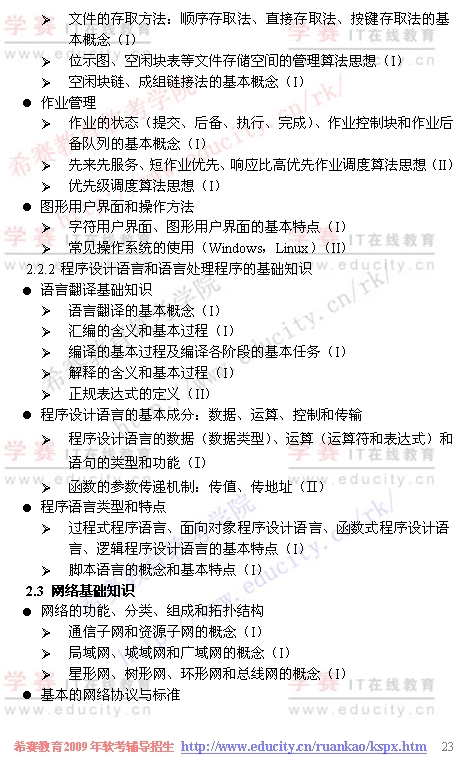 ➢ 文件的存取方法：顺序存取法、直接存取法、按键存取法的基
本概念（I）
➢ 位示图、空闲块表等文件存储空间的管理算法思想（I）
➢ 空闲块链、成组链接法的基本概念（I）
● 作业管理
➢ 作业的状态（提交、后备、执行、完成）、作业控制块和作业后
备队列的基本概念（I）
➢ 先来先服务、短作业优先、响应比高优先作业调度算法思想（II）
➢ 优先级调度算法思想（I）
● 图形用户界面和操作方法
➢ 字符用户界面、图形用户界面的基本特点（I）
➢ 常见操作系统的使用（Windows，Linux）（II）
2.2.2 程序设计语言和语言处理程序的基础知识
● 语言翻译基础知识
➢ 语言翻译的基本概念（I）
➢ 汇编的含义和基本过程（I）
➢ 编译的基本过程及编译各阶段的基本任务（I）
➢ 解释的含义和基本过程（I）
➢ 正规表达式的定义（II）
● 程序设计语言的基本成分：数据、运算、控制和传输
➢ 程序设计语言的数据（数据类型）、运算（运算符和表达式）和
语句的类型和功能（I）
➢ 函数的参数传递机制：传值、传地址（II）
● 程序语言类型和特点
➢ 过程式程序语言、面向对象程序设计语言、函数式程序设计语
言、逻辑程序设计语言的基本特点（I）
➢ 脚本语言的概念和基本特点（I）
2.3 网络基础知识
● 网络的功能、分类、组成和拓扑结构
➢ 通信子网和资源子网的概念（I）
➢ 局域网、城域网和广域网的概念（I）
➢ 星形网、树形网、环形网和总线网的概念（I）
● 基本的网络协议与标准
希赛教育2009 年软考辅导招生 http://www.educity.cn/ruankao/kspx.htm 23